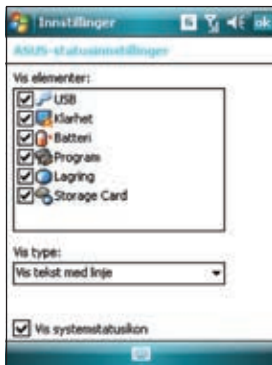 Innstillinger
ok
ASUS-statusinnstillinger
Vis elementer:
USB
Klarhet
Batteri
Program
Lagring
Storage Card
Vis type:
Vis tekst med linje
Vis systemstatusikon